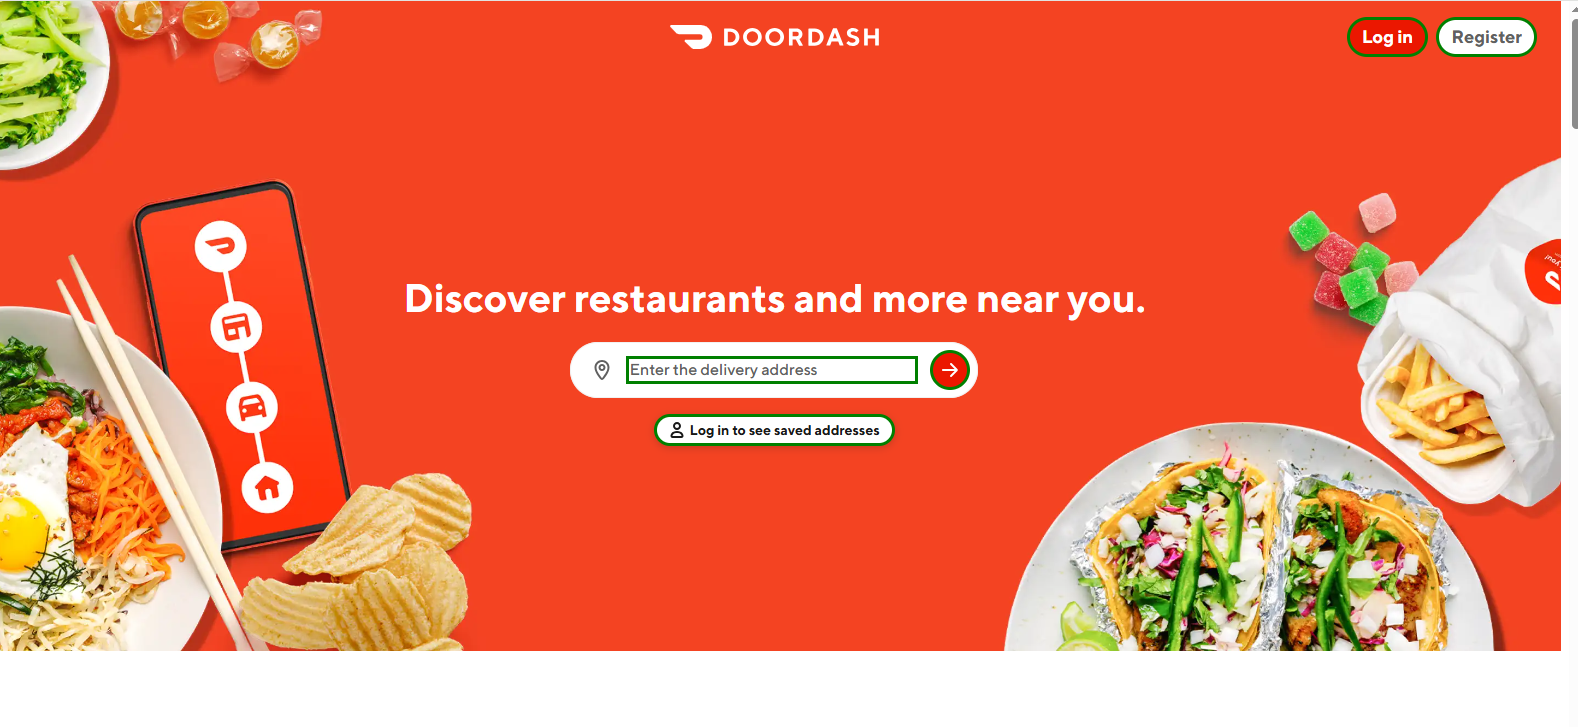 DOORDASH
Log in
Register
Discover restaurants and more near you.
Enter the delivery address
Log in to see saved addresses